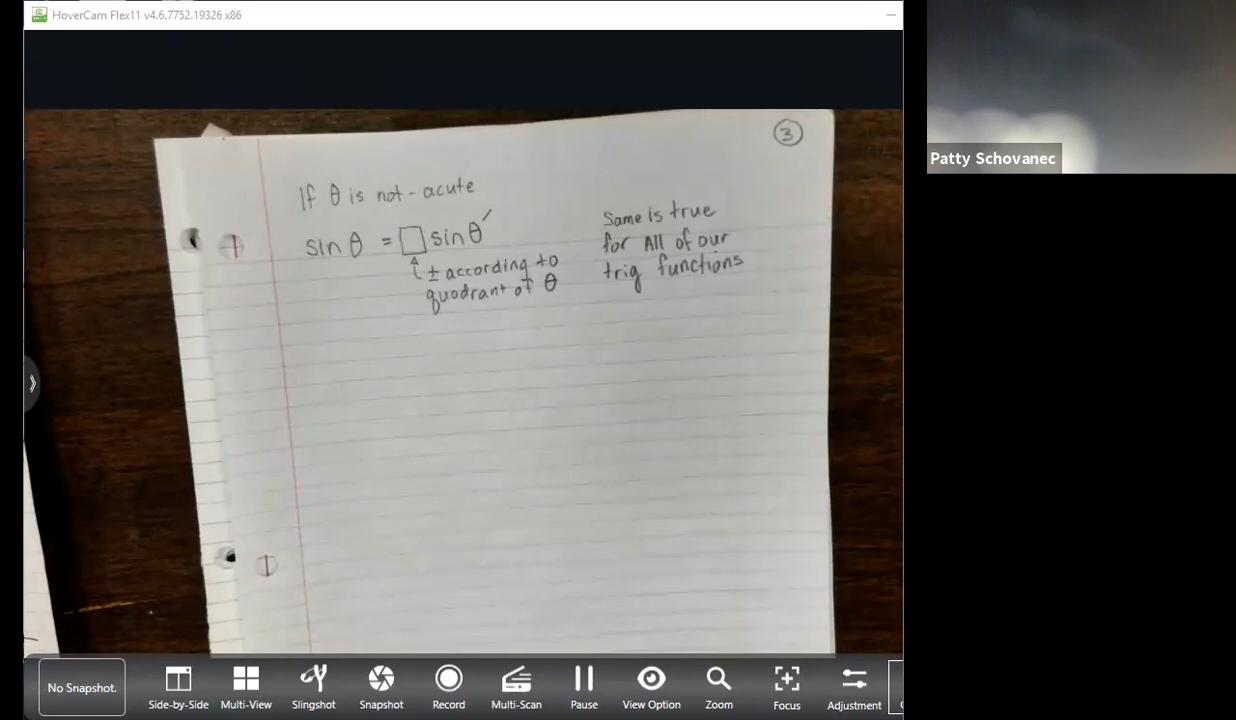 HoverCam Flex11 v4.6.7752.19326 x86
3
If θ is not-acute
sin θ = □ sin θ′
± according to
quadrant of θ
Same is true
for All of our
trig functions
Patty Schovanec
No Snapshot.
Side-by-Side
Multi-View
Slingshot
Snapshot
Record
Multi-Scan
Pause
View Option
Zoom
Focus
Adjustment